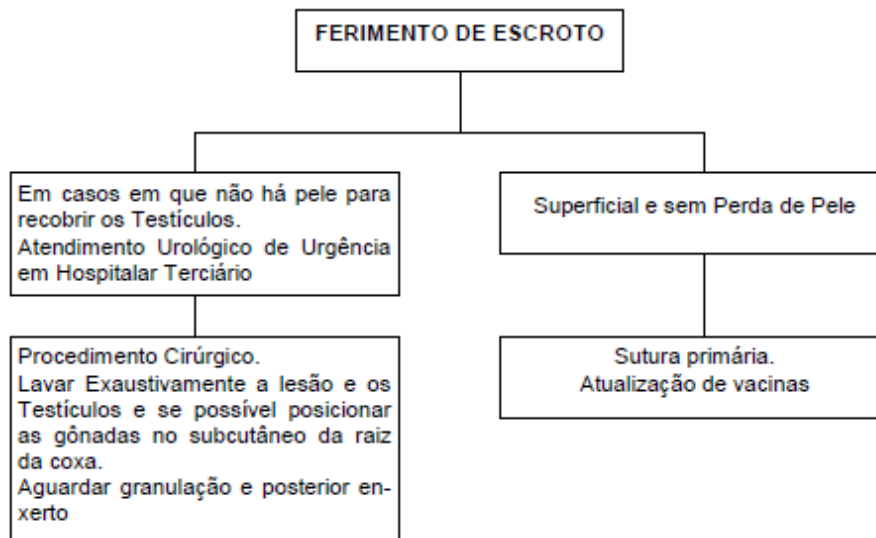 FERIMENTO DE ESCROTO
Em casos em que não há pele para
recobrir os Testículos.
Atendimento Urológico de Urgência
em Hospitalar Terciário
Superficial e sem Perda de Pele
Procedimento Cirúrgico.
Lavar Exaustivamente a lesão e os
Testículos e se possível posicionar
as gônadas no subcutâneo da raiz
da coxa.
Aguardar granulação e posterior en-
xerto
Sutura primária.
Atualização de vacinas